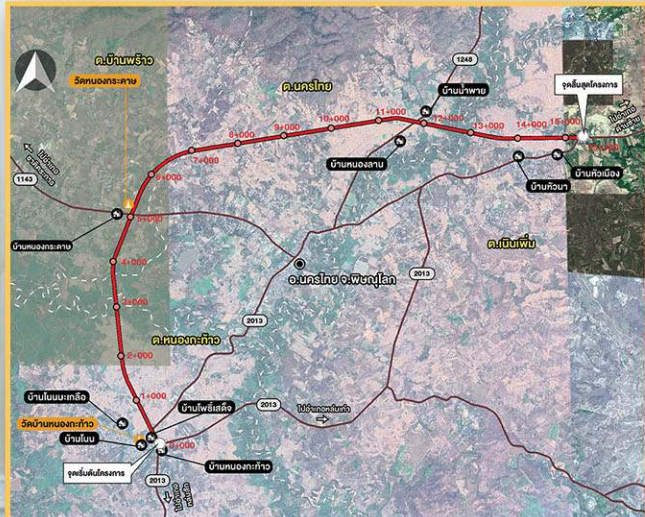 ต.บ้านพร้าว
วัดหนองกระดาษ
ต.นครไทย
1248
บ้านน้ำพาย
จุดสิ้นสุดโครงการ
11+000
12+000
10+000
9+000
8+000
7+000
13+000
14+000
15+000
6+000
บ้านหนองลาน
บ้านหัวนา
บ้านหัวเมือง
1143
5+000
บ้านหนองกระดาษ
ต.เนินเพิ่ม
4+000
อ.นครไทย จ.พิษณุโลก
2013
3+000
2013
ต.หนองกะท้าว
2+000
1+000
บ้านโนนมะเกลือ
บ้านโพธิ์เสด็จ
2013
ไปอำเภอหล่มเก่า
วัดบ้านหนองกะท้าว
บ้านโนน
0+000
จุดเริ่มต้นโครงการ
บ้านหนองกะท้าว
2013